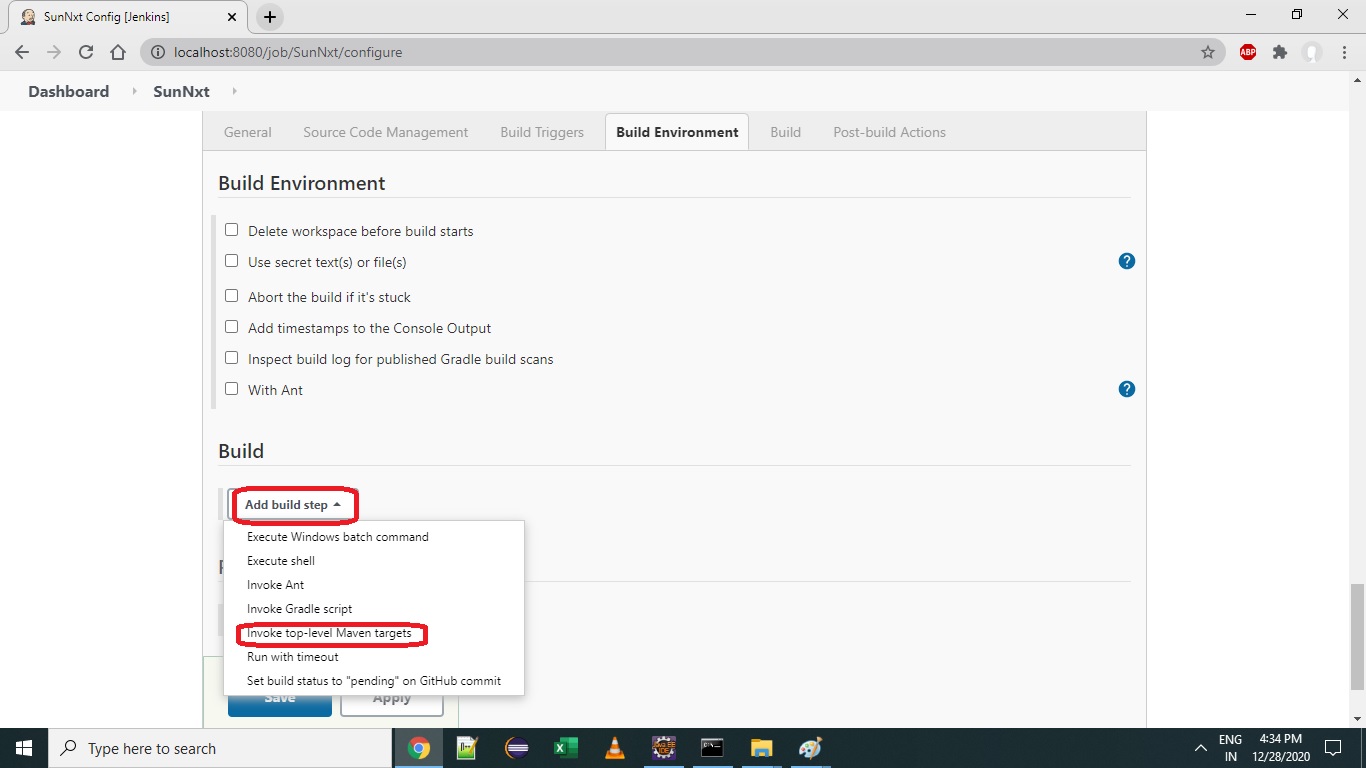 SunNxt Config [Jenkins]
localhost:8080/job/SunNxt/configure
ABP
Dashboard SunNxt
General Source Code Management Build Triggers Build Environment Build Post-build Actions
Build Environment
Delete workspace before build starts
Use secret text(s) or file(s)
?
Abort the build if it's stuck
Add timestamps to the Console Output
Inspect build log for published Gradle build scans
With Ant
?
Build
Add build step
Execute Windows batch command
Execute shell
Invoke Ant
Invoke Gradle script
Invoke top-level Maven targets
Run with timeout
Set build status to "pending" on GitHub commit
Save Apply
Type here to search
ENG
IN
4:34 PM
12/28/2020